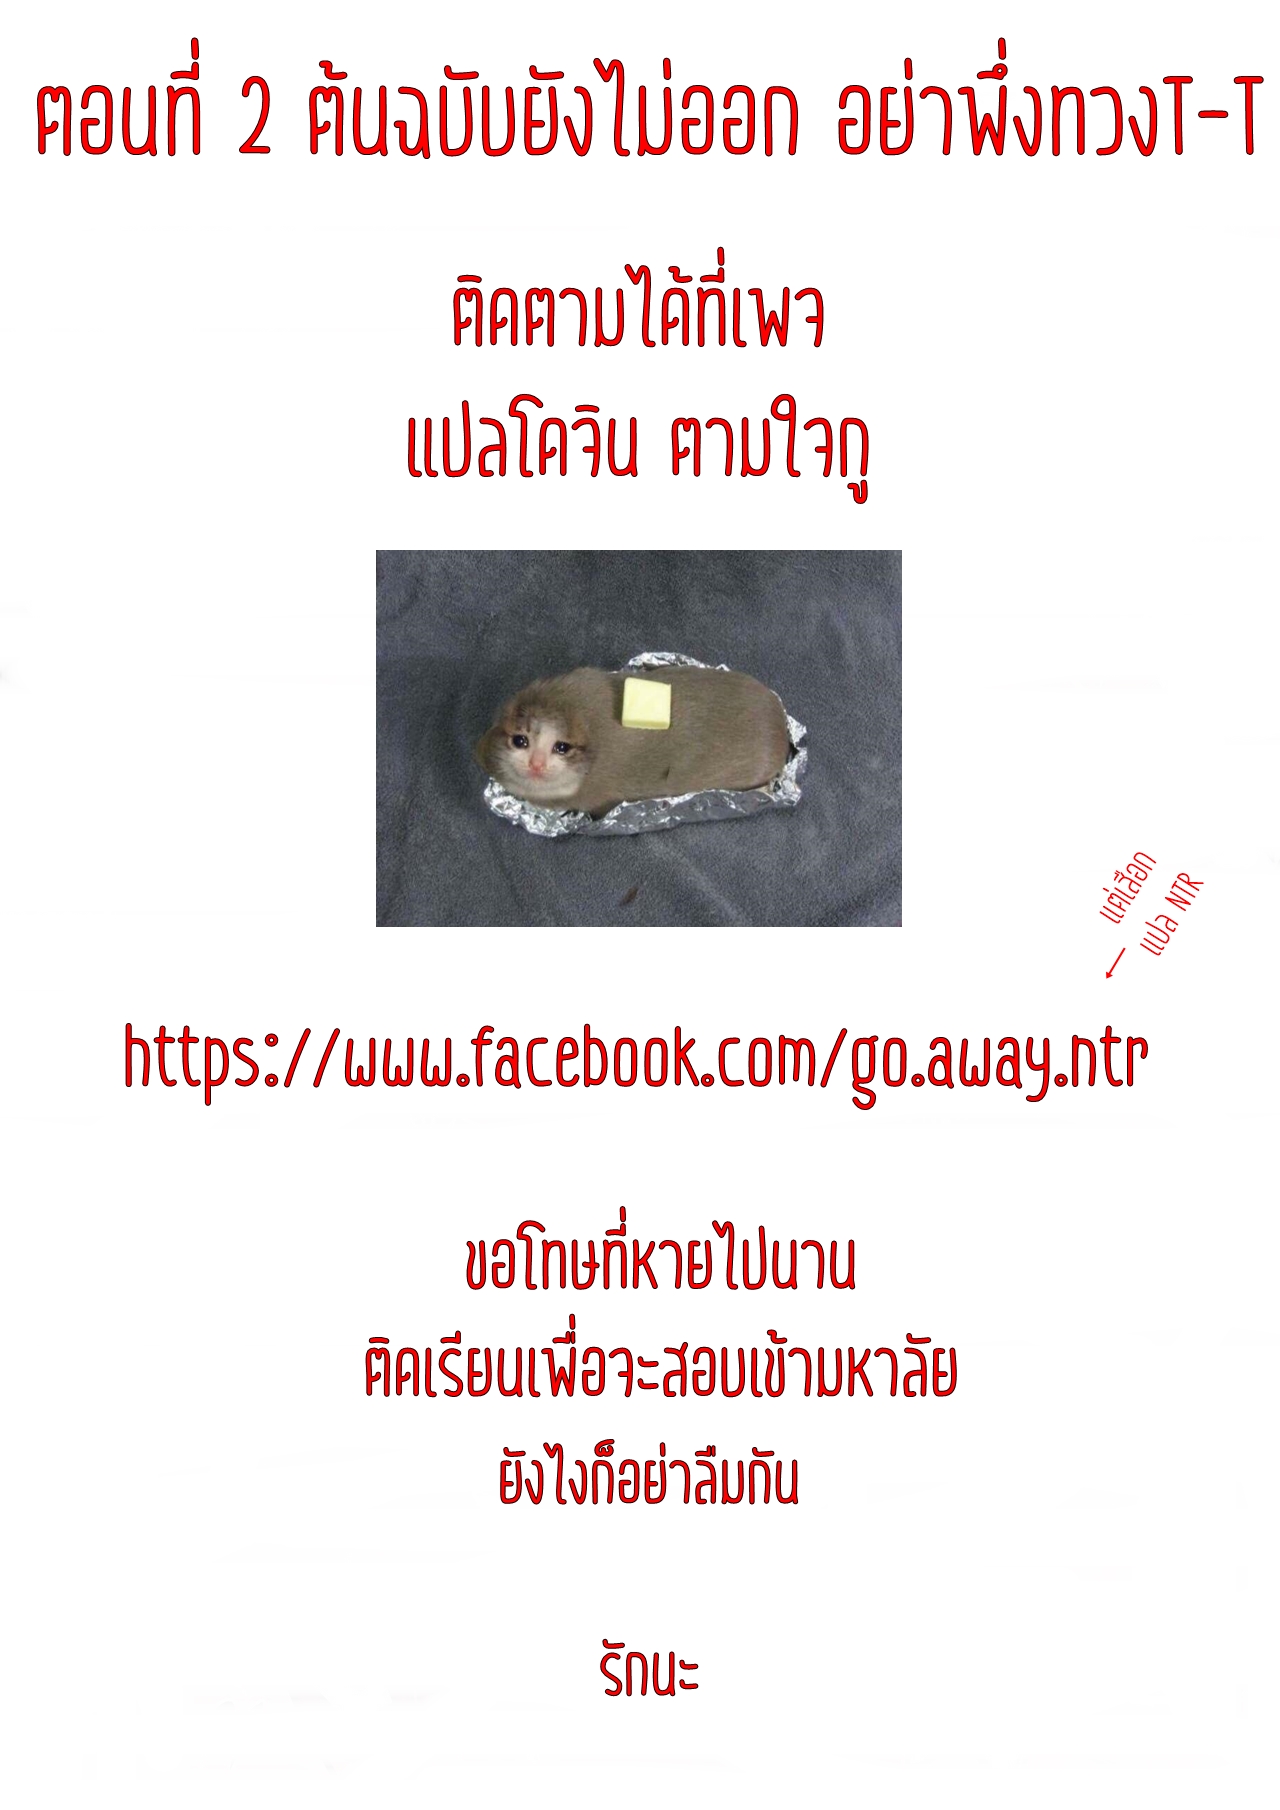 ตอนที่ 2 ต้นฉบับยังไม่ออก อย่าพึ่งทวงT-T
ติดตามได้ที่เพจ
แปลโดจิน ตามใจกู
แต่เสือก
แปล NTR
https://www.facebook.com/go.away.ntr
ขอโทษที่หายไปนาน
ติดเรียนเพื่อจะสอบเข้ามหาลัย
ยังไงก็อย่าลืมกัน
รักนะ